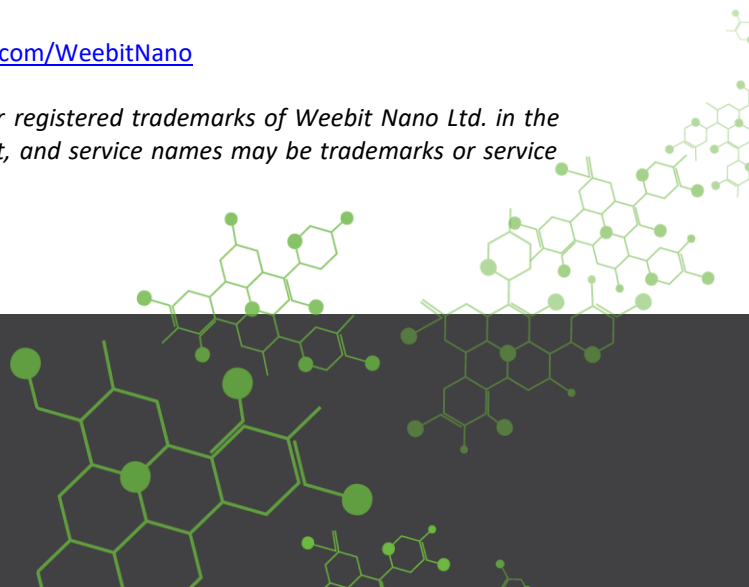 com/WeebitNano
r registered trademarks of Weebit Nano Ltd. in the
t, and service names may be trademarks or service